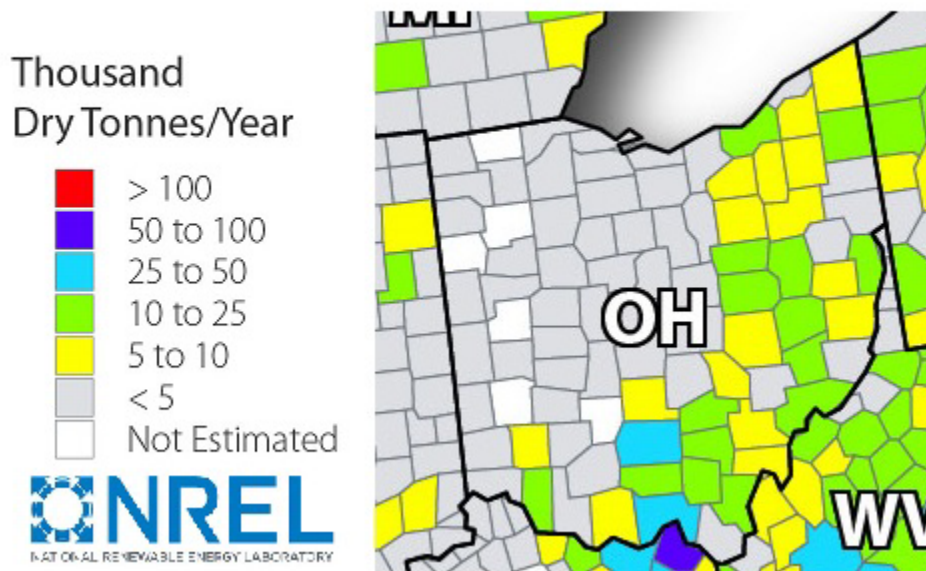 MI
Thousand
Dry Tonnes/Year
> 100
50 to 100
25 to 50
10 to 25
5 to 10
< 5
Not Estimated
OH
WV
NREL
NATIONAL RENEWABLE ENERGY LABORATORY